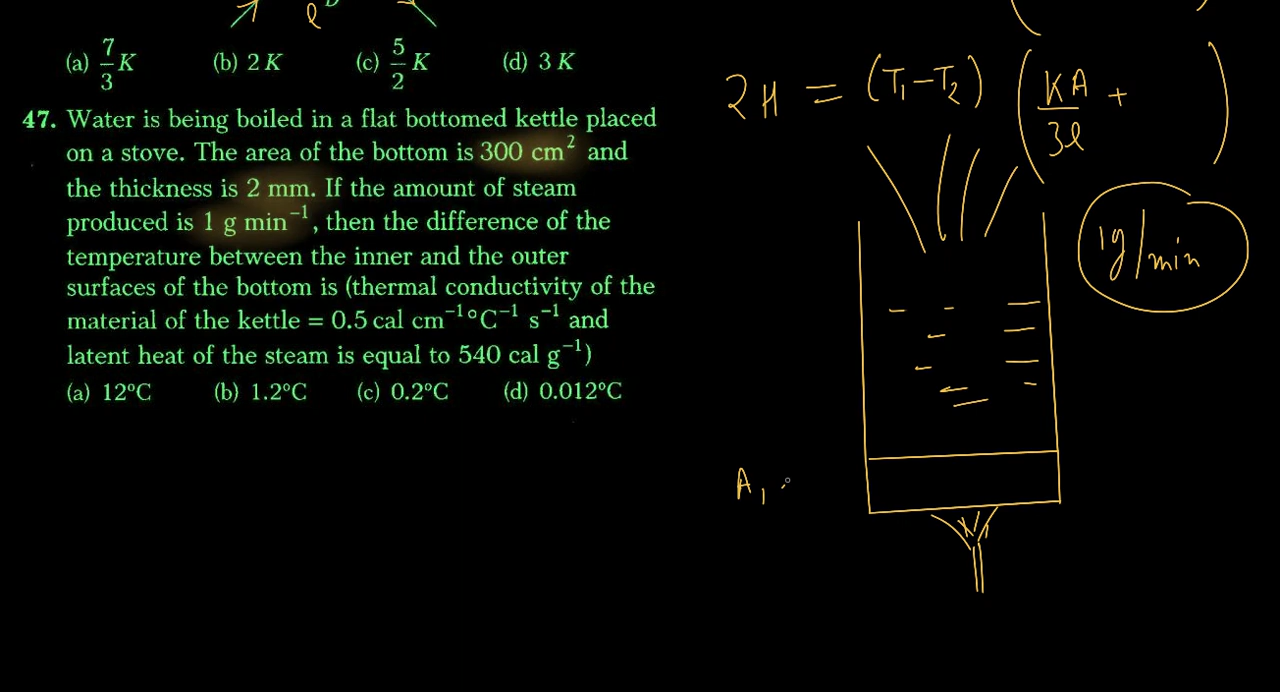 l
(a) 7/3 K (b) 2 K (c) 5/2 K (d) 3 K
47. Water is being boiled in a flat bottomed kettle placed
on a stove. The area of the bottom is 300 cm² and
the thickness is 2 mm. If the amount of steam
produced is 1 g min⁻¹, then the difference of the
temperature between the inner and the outer
surfaces of the bottom is (thermal conductivity of the
material of the kettle = 0.5 cal cm⁻¹°C⁻¹ s⁻¹ and
latent heat of the steam is equal to 540 cal g⁻¹)
(a) 12°C (b) 1.2°C (c) 0.2°C (d) 0.012°C
2H = (T₁-T₂) (KA/3l + )
1g/min
A,